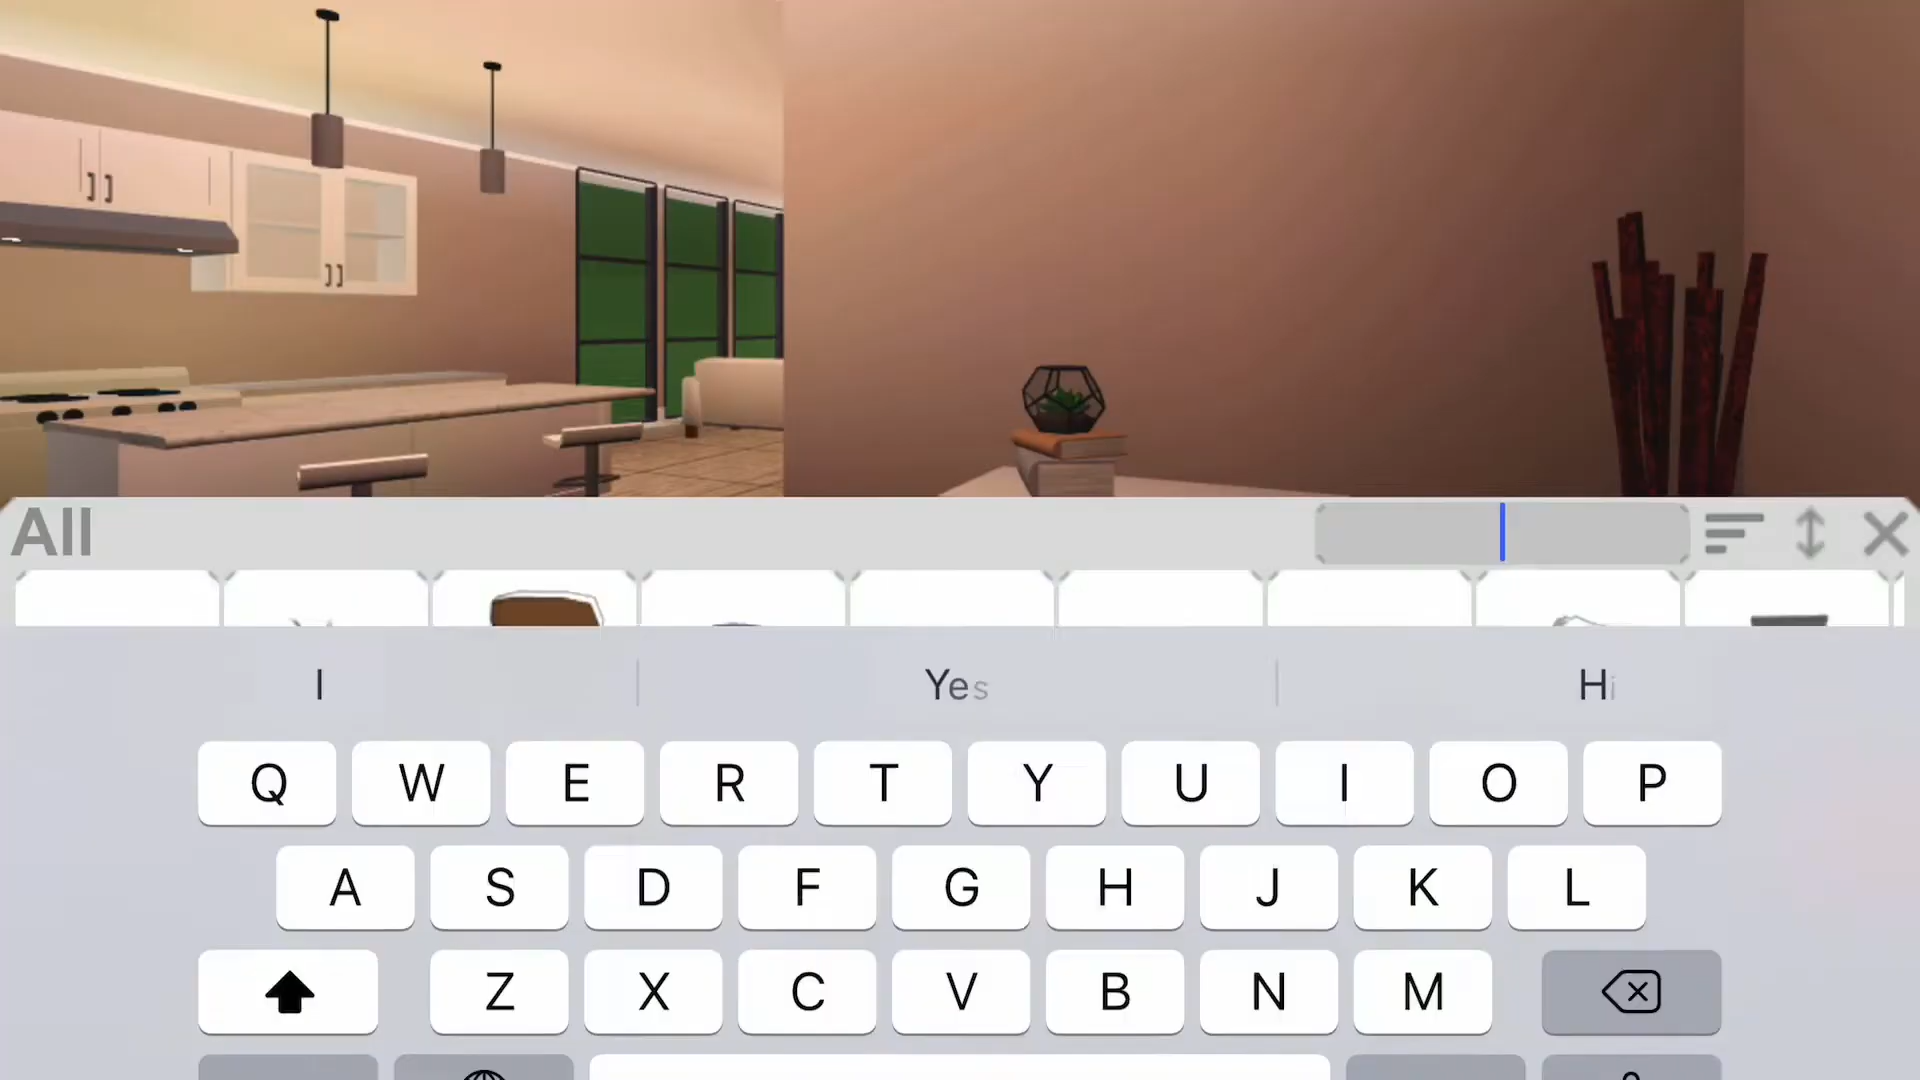 All
I Yes Hi
Q W E R T Y U I O P
A S D F G H J K L
Z X C V B N M